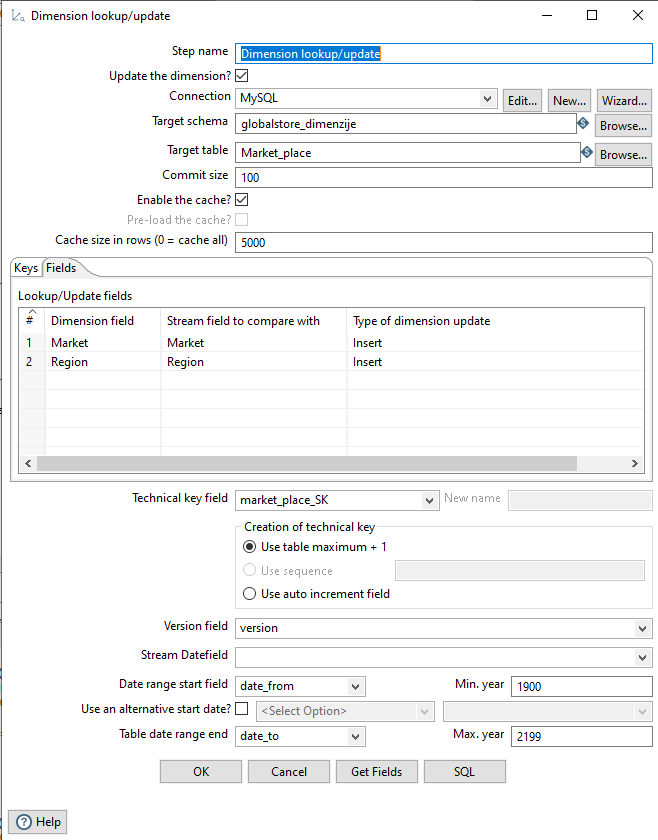 Dimension lookup/update
Step name Dimension lookup/update
Update the dimension?
Connection MySQL Edit... New... Wizard...
Target schema globalstore_dimenzije Browse...
Target table Market_place Browse...
Commit size 100
Enable the cache?
Pre-load the cache?
Cache size in rows (0 = cache all) 5000
Keys Fields
Lookup/Update fields
# Dimension field Stream field to compare with Type of dimension update
1 Market Market Insert
2 Region Region Insert
Technical key field market_place_SK New name
Creation of technical key
Use table maximum + 1
Use sequence
Use auto increment field
Version field version
Stream Datefield
Date range start field date_from Min. year 1900
Use an alternative start date? <Select Option>
Table date range end date_to Max. year 2199
OK Cancel Get Fields SQL
Help